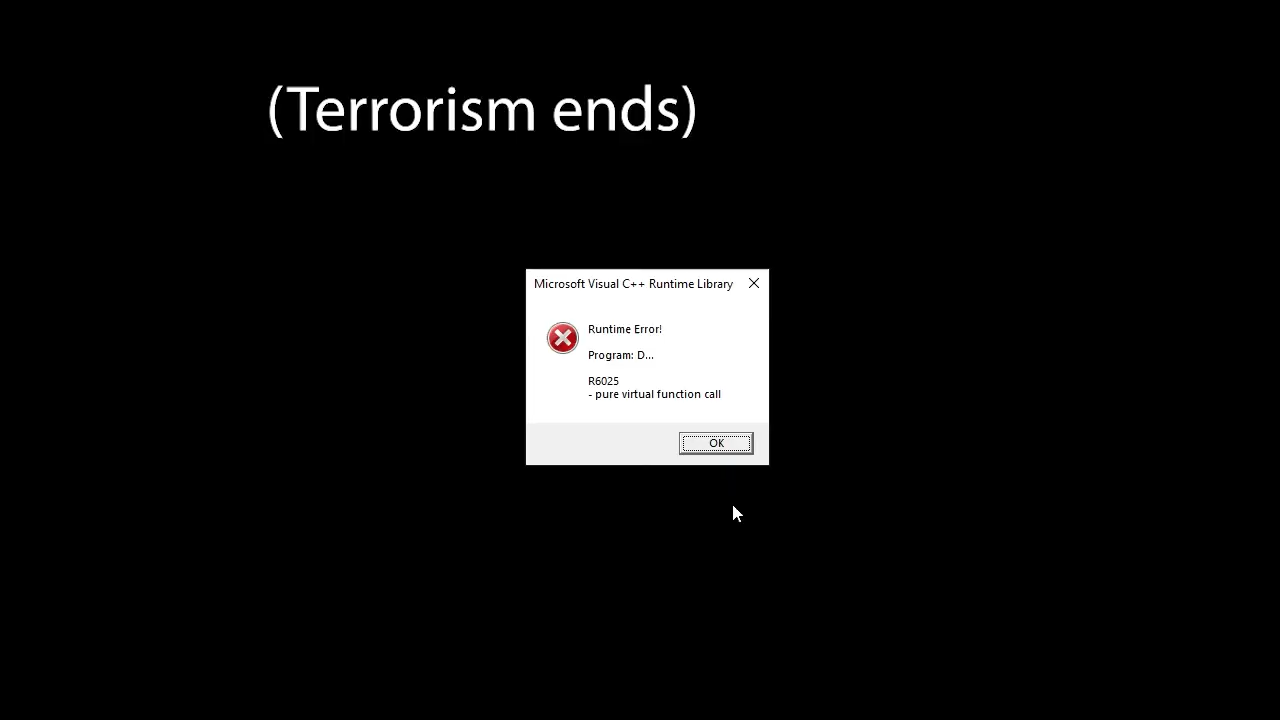 (Terrorism ends)
Microsoft Visual C++ Runtime Library
Runtime Error!
Program: D...
R6025
- pure virtual function call
OK